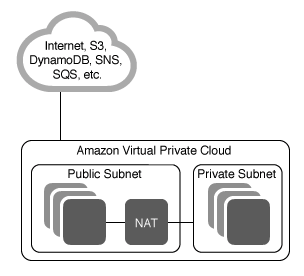 Internet, S3,
DynamoDB, SNS,
SQS, etc.
Amazon Virtual Private Cloud
Public Subnet
Private Subnet
NAT